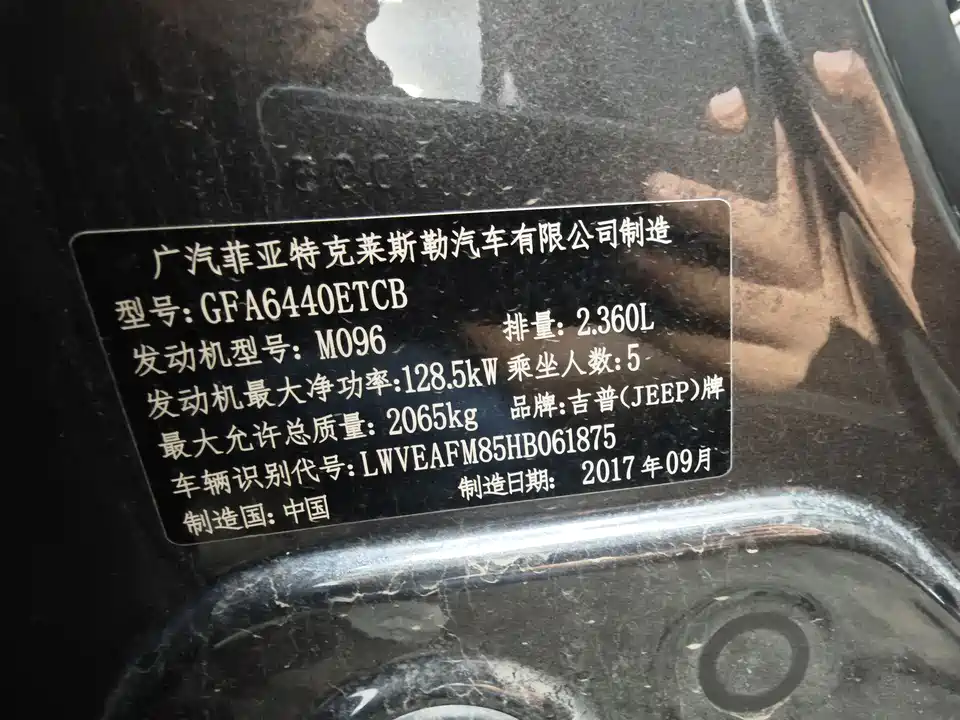 广汽菲亚特克莱斯勒汽车有限公司制造
型号:GFA6440ETCB
发动机型号: M096 排量: 2.360L
发动机最大净功率:128.5kW 乘坐人数:5
最大允许总质量: 2065kg 品牌:吉普(JEEP)牌
车辆识别代号:LWVEAFM85HB061875
制造国:中国 制造日期: 2017年09月